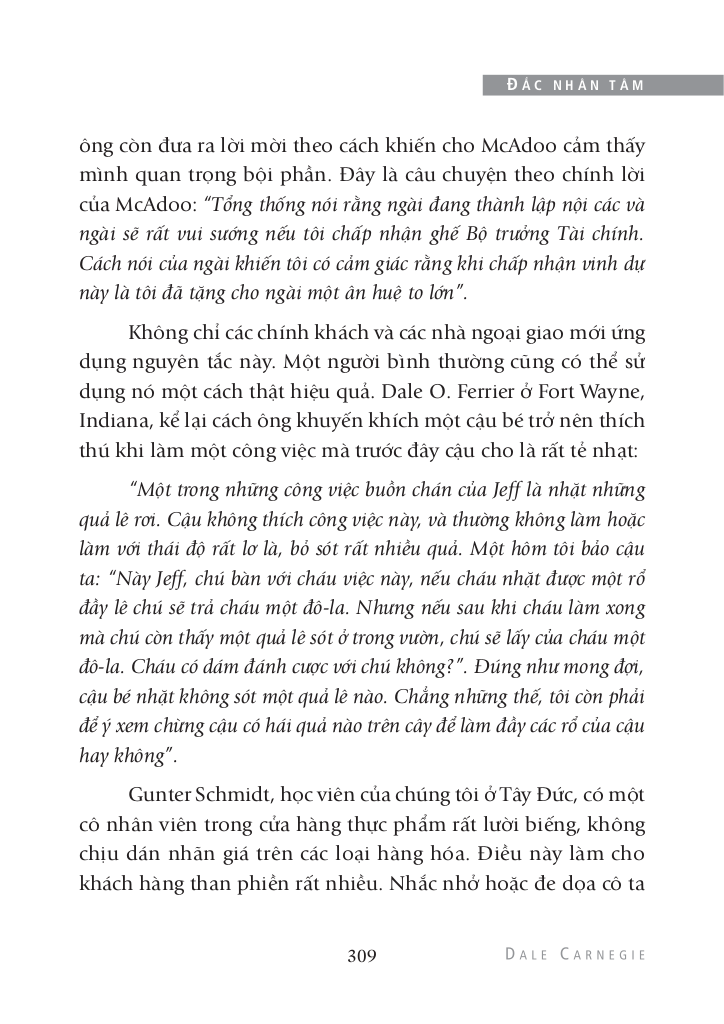 ĐẮC NHÂN TÂM
ông còn đưa ra lời mời theo cách khiến cho McAdoo cảm thấy
mình quan trọng bội phần. Đây là câu chuyện theo chính lời
của McAdoo: “Tổng thống nói rằng ngài đang thành lập nội các và
ngài sẽ rất vui sướng nếu tôi chấp nhận ghế Bộ trưởng Tài chính.
Cách nói của ngài khiến tôi có cảm giác rằng khi chấp nhận vinh dự
này là tôi đã tặng cho ngài một ân huệ to lớn”.
Không chỉ các chính khách và các nhà ngoại giao mới ứng
dụng nguyên tắc này. Một người bình thường cũng có thể sử
dụng nó một cách thật hiệu quả. Dale O. Ferrier ở Fort Wayne,
Indiana, kể lại cách ông khuyến khích một cậu bé trở nên thích
thú khi làm một công việc mà trước đây cậu cho là rất tẻ nhạt:
“Một trong những công việc buồn chán của Jeff là nhặt những
quả lê rơi. Cậu không thích công việc này, và thường không làm hoặc
làm với thái độ rất lơ là, bỏ sót rất nhiều quả. Một hôm tôi bảo cậu
ta: “Này Jeff, chú bàn với cháu việc này, nếu cháu nhặt được một rổ
đầy lê chú sẽ trả cháu một đô-la. Nhưng nếu sau khi cháu làm xong
mà chú còn thấy một quả lê sót ở trong vườn, chú sẽ lấy của cháu một
đô-la. Cháu có dám đánh cược với chú không?”. Đúng như mong đợi,
cậu bé nhặt không sót một quả lê nào. Chẳng những thế, tôi còn phải
để ý xem chừng cậu có hái quả nào trên cây để làm đầy các rổ của cậu
hay không”.
Gunter Schmidt, học viên của chúng tôi ở Tây Đức, có một
cô nhân viên trong cửa hàng thực phẩm rất lười biếng, không
chịu dán nhãn giá trên các loại hàng hóa. Điều này làm cho
khách hàng than phiền rất nhiều. Nhắc nhở hoặc đe dọa cô ta
309
DALE CARNEGIE